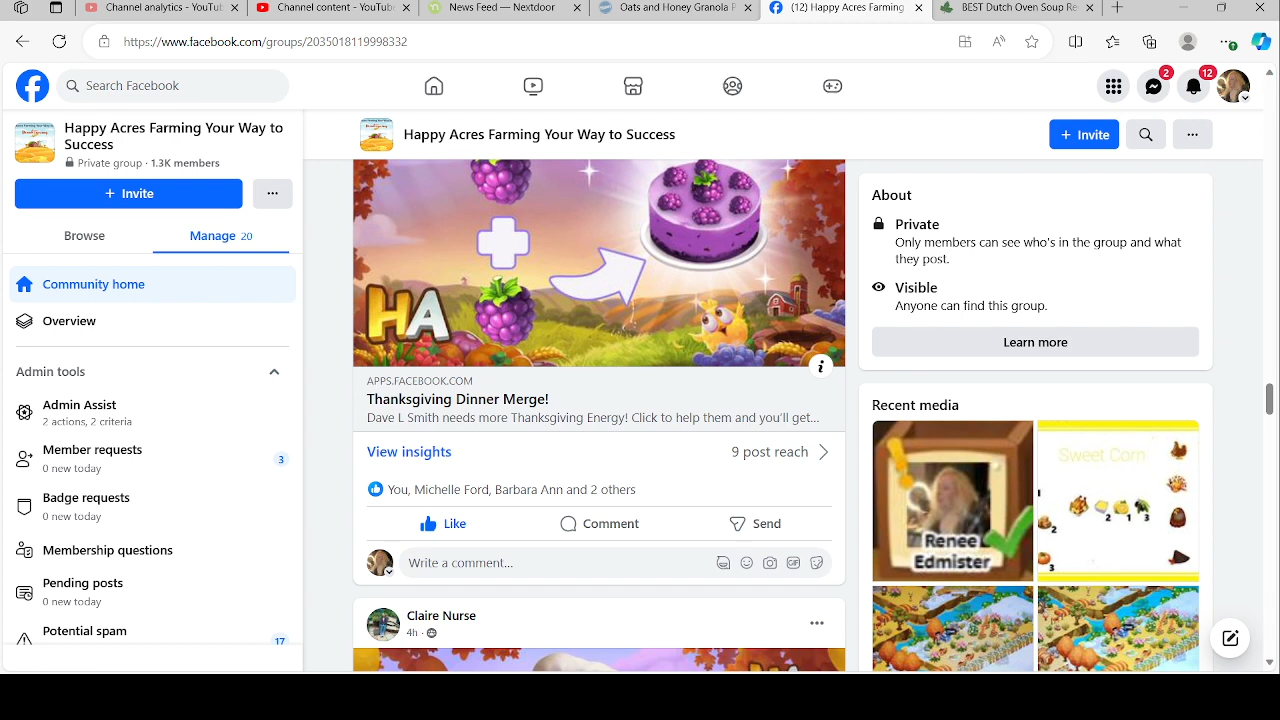 Channel analytics - YouTub
Channel content - YouTube
News Feed — Nextdoor
Oats and Honey Granola P
(12) Happy Acres Farming
BEST Dutch Oven Soup Re
https://www.facebook.com/groups/2035018119998332
Search Facebook
2
12
Happy Acres Farming Your Way to
Success
Private group · 1.3K members
+ Invite
...
Browse
Manage 20
Community home
Overview
Admin tools
Admin Assist
2 actions, 2 criteria
Member requests
0 new today
3
Badge requests
0 new today
Membership questions
Pending posts
0 new today
Potential spam
17
Happy Acres Farming Your Way to Success
+ Invite
...
HA
APPS.FACEBOOK.COM
Thanksgiving Dinner Merge!
Dave L Smith needs more Thanksgiving Energy! Click to help them and you'll get...
View insights
9 post reach
You, Michelle Ford, Barbara Ann and 2 others
Like
Comment
Send
Write a comment...
GIF
Claire Nurse
4h ·
...
HA
About
Private
Only members can see who's in the group and what
they post.
Visible
Anyone can find this group.
Learn more
Recent media
Renee
Edmister
Sweet Corn
2
1
3
2
3